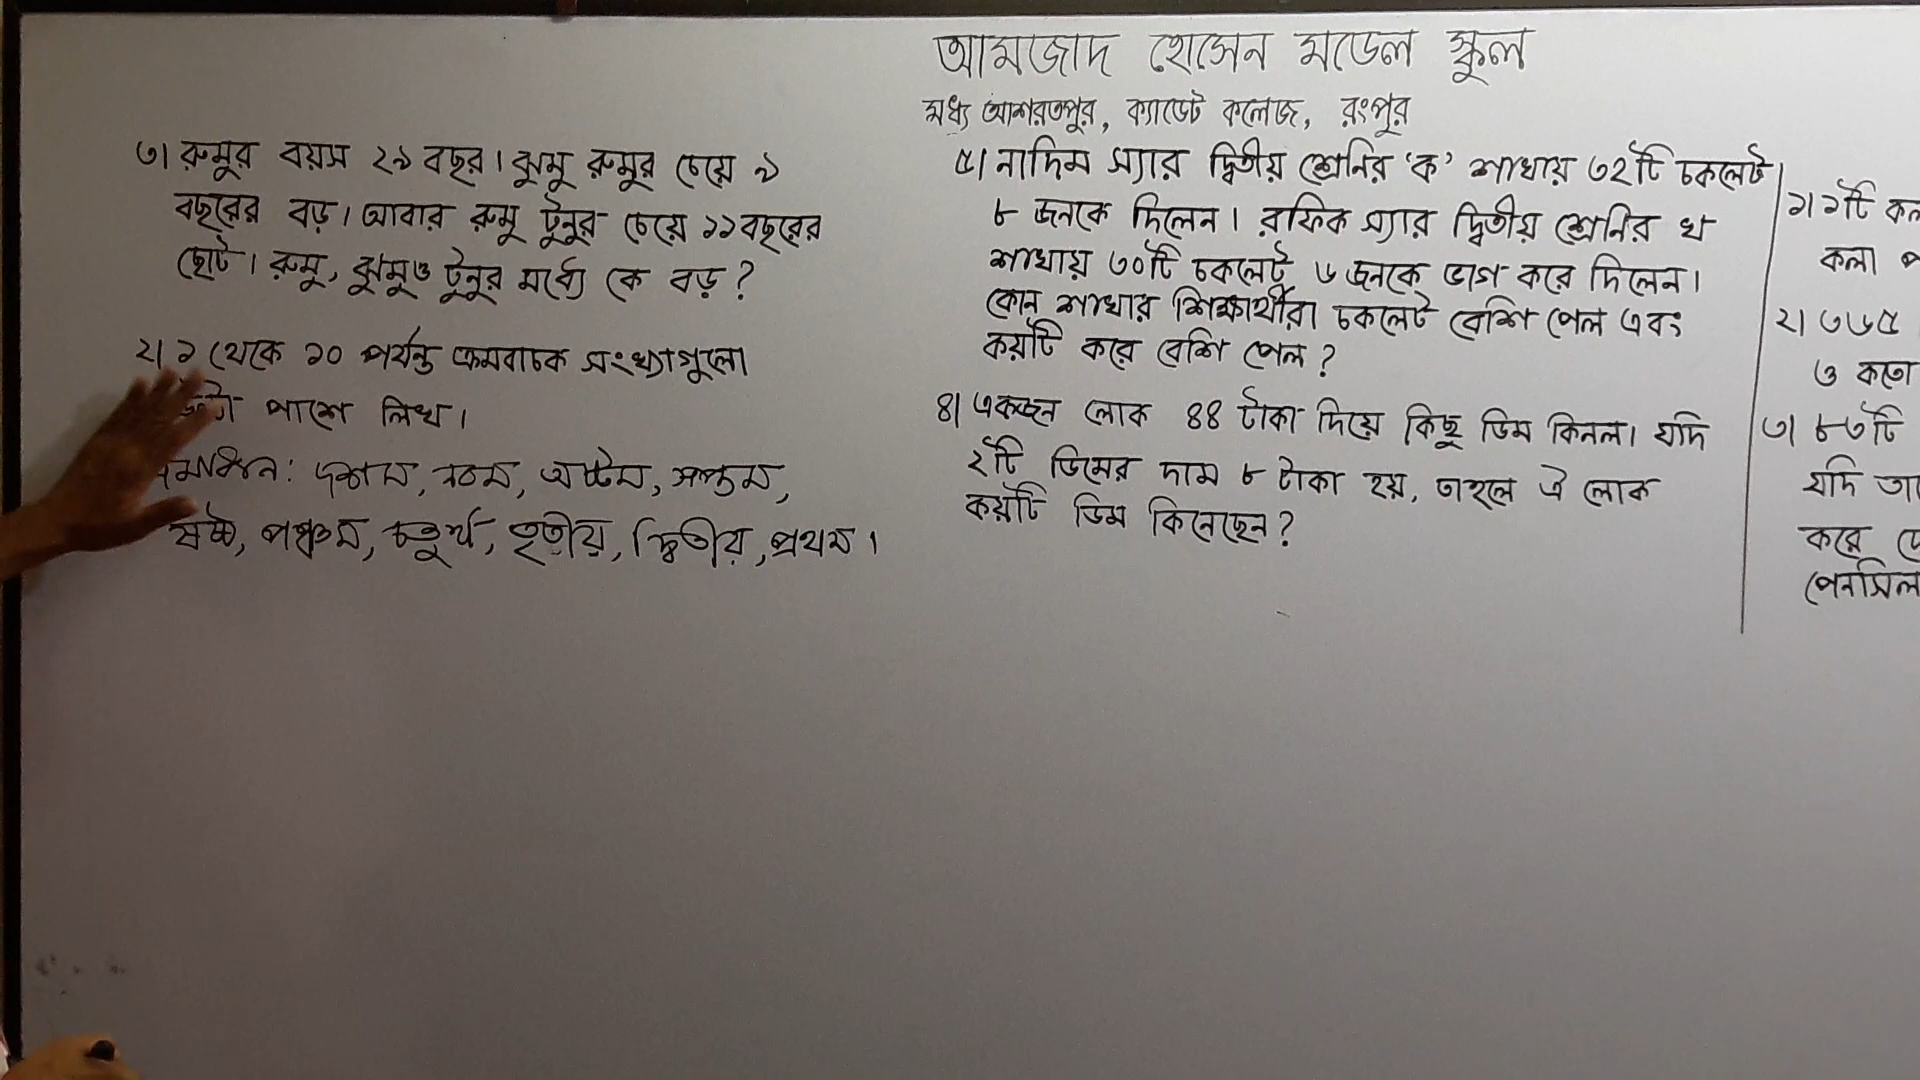 আমজাদ হোসেন মডেল স্কুল
মধ্য আশরতপুর, ক্যাডেট কলেজ, রংপুর
৩। রুমুর বয়স ২৯ বছর। ঝুমু রুমুর চেয়ে ৯
বছরের বড়। আবার রুমু টুনুর চেয়ে ১১ বছরের
ছোট। রুমু, ঝুমু ও টুনুর মধ্যে কে বড়?
২। ১ থেকে ১০ পর্যন্ত ক্রমবাচক সংখ্যাগুলো
পাশে লিখ।
দশম, নবম, অষ্টম, সপ্তম,
ষষ্ঠ, পঞ্চম, চতুর্থ, তৃতীয়, দ্বিতীয়, প্রথম।
৫। নাদিম স্যার দ্বিতীয় শ্রেনির ‘ক’ শাখায় ৩২টি চকলেট
৮ জনকে দিলেন। রফিক স্যার দ্বিতীয় শ্রেনির খ
শাখায় ৩০টি চকলেট ৬ জনকে ভাগ করে দিলেন।
কোন শাখার শিক্ষার্থীরা চকলেট বেশি পেল এবং
কয়টি করে বেশি পেল?
৪। একজন লোক ৪৪ টাকা দিয়ে কিছু ডিম কিনল। যদি
২টি ডিমের দাম ৮ টাকা হয়, তাহলে ঐ লোক
কয়টি ডিম কিনেছেন?
১। ১টি
কলা
২। ৩৬৫
ও কতো
৩। ৮৩টি
যদি
করে
পেনসিল